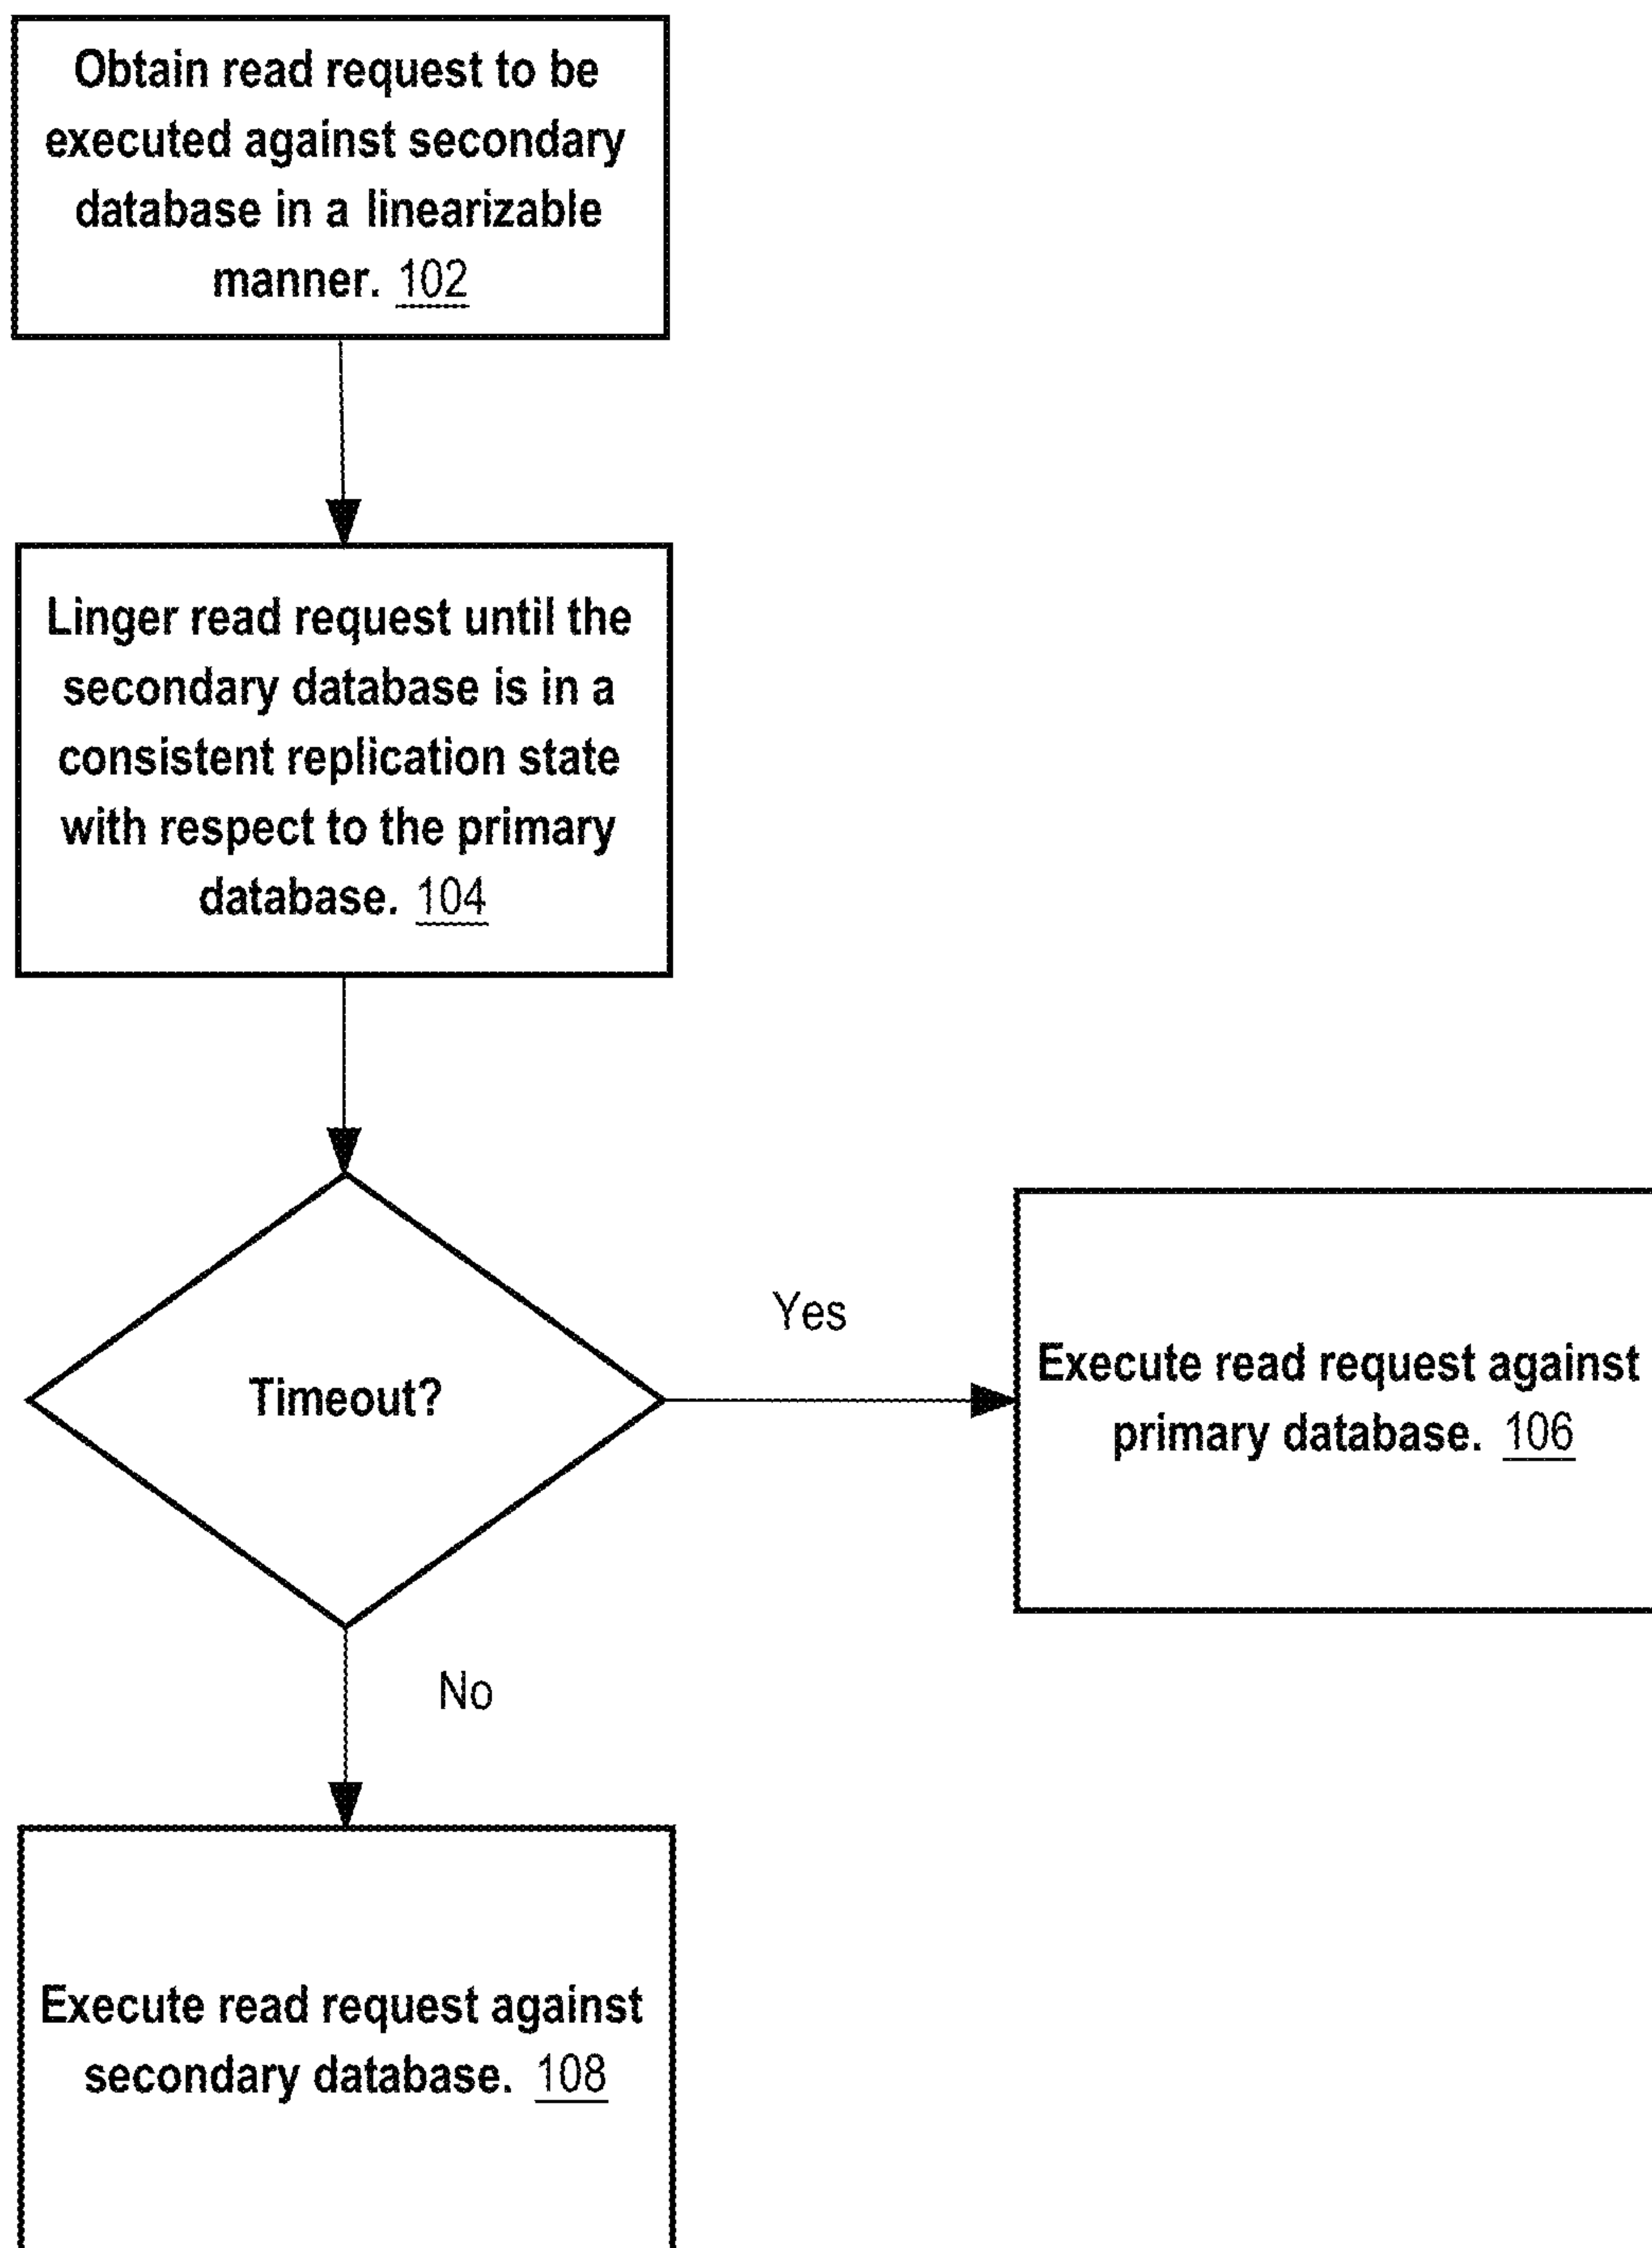 Obtain read request to be
executed against secondary
database in a linearizable
manner. 102
Linger read request until the
secondary database is in a
consistent replication state
with respect to the primary
database. 104
Timeout?
Yes
Execute read request against
primary database. 106
No
Execute read request against
secondary database. 108